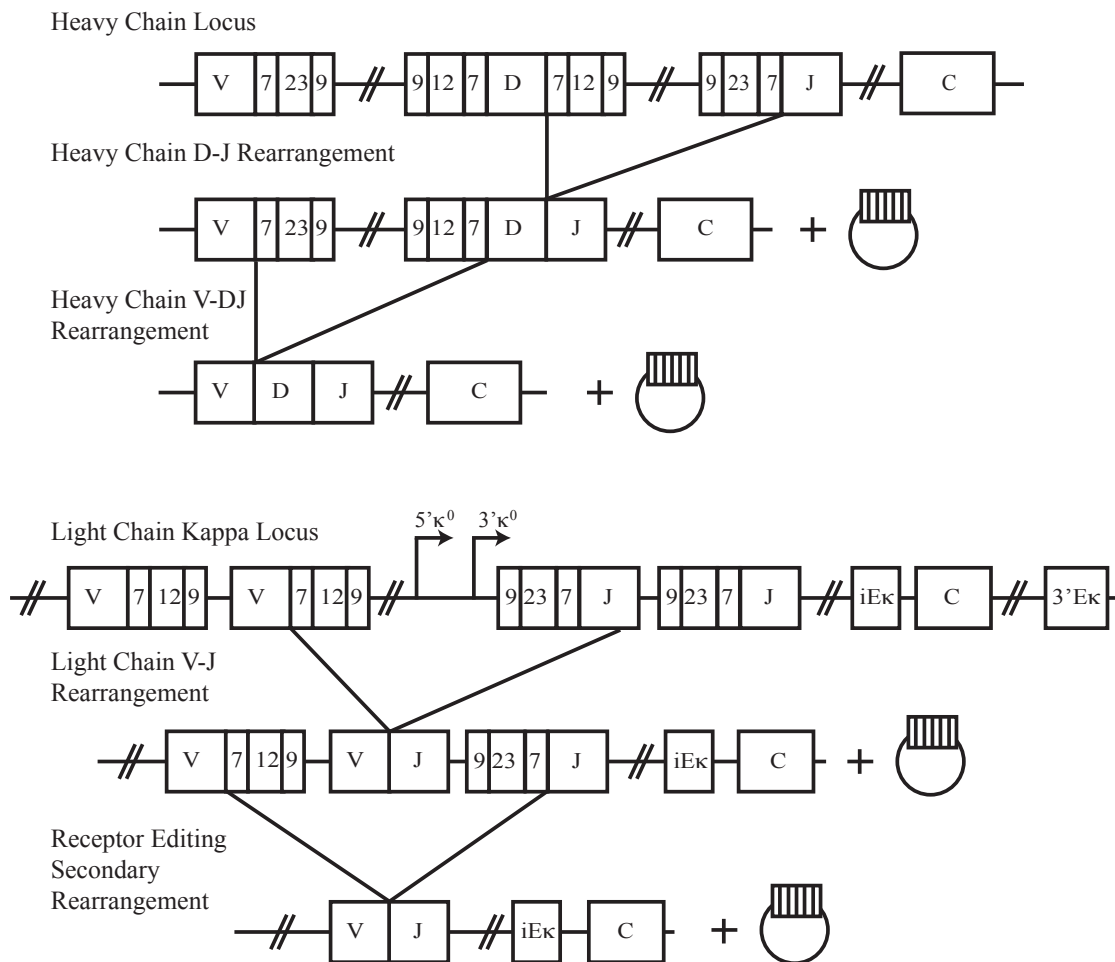 Heavy Chain Locus
V 7 23 9 9 12 7 D 7 12 9 9 23 7 J C
Heavy Chain D-J Rearrangement
V 7 23 9 9 12 7 D J C +
Heavy Chain V-DJ
Rearrangement
V D J C +
5'κ⁰ 3'κ⁰
Light Chain Kappa Locus
V 7 12 9 V 7 12 9 9 23 7 J 9 23 7 J iEκ C 3'Eκ
Light Chain V-J
Rearrangement
V 7 12 9 V J 9 23 7 J iEκ C +
Receptor Editing
Secondary
Rearrangement
V J iEκ C +